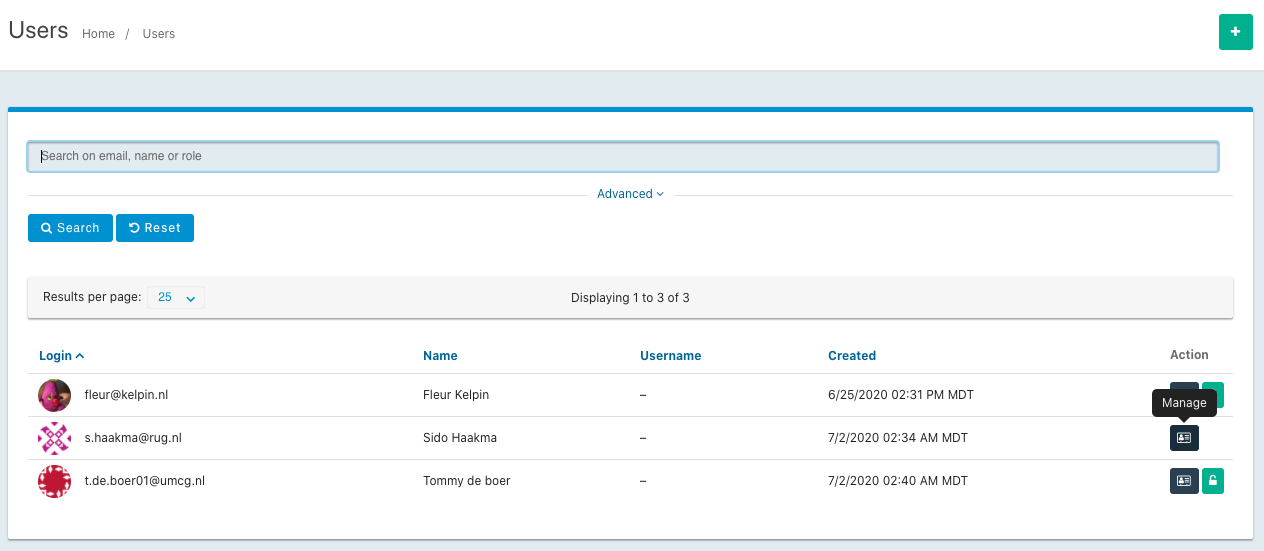 Users Home / Users
+
Search on email, name or role
Advanced
Search Reset
Results per page: 25 Displaying 1 to 3 of 3
Login Name Username Created Action
fleur@kelpin.nl Fleur Kelpin – 6/25/2020 02:31 PM MDT
Manage
s.haakma@rug.nl Sido Haakma – 7/2/2020 02:34 AM MDT
t.de.boer01@umcg.nl Tommy de boer – 7/2/2020 02:40 AM MDT